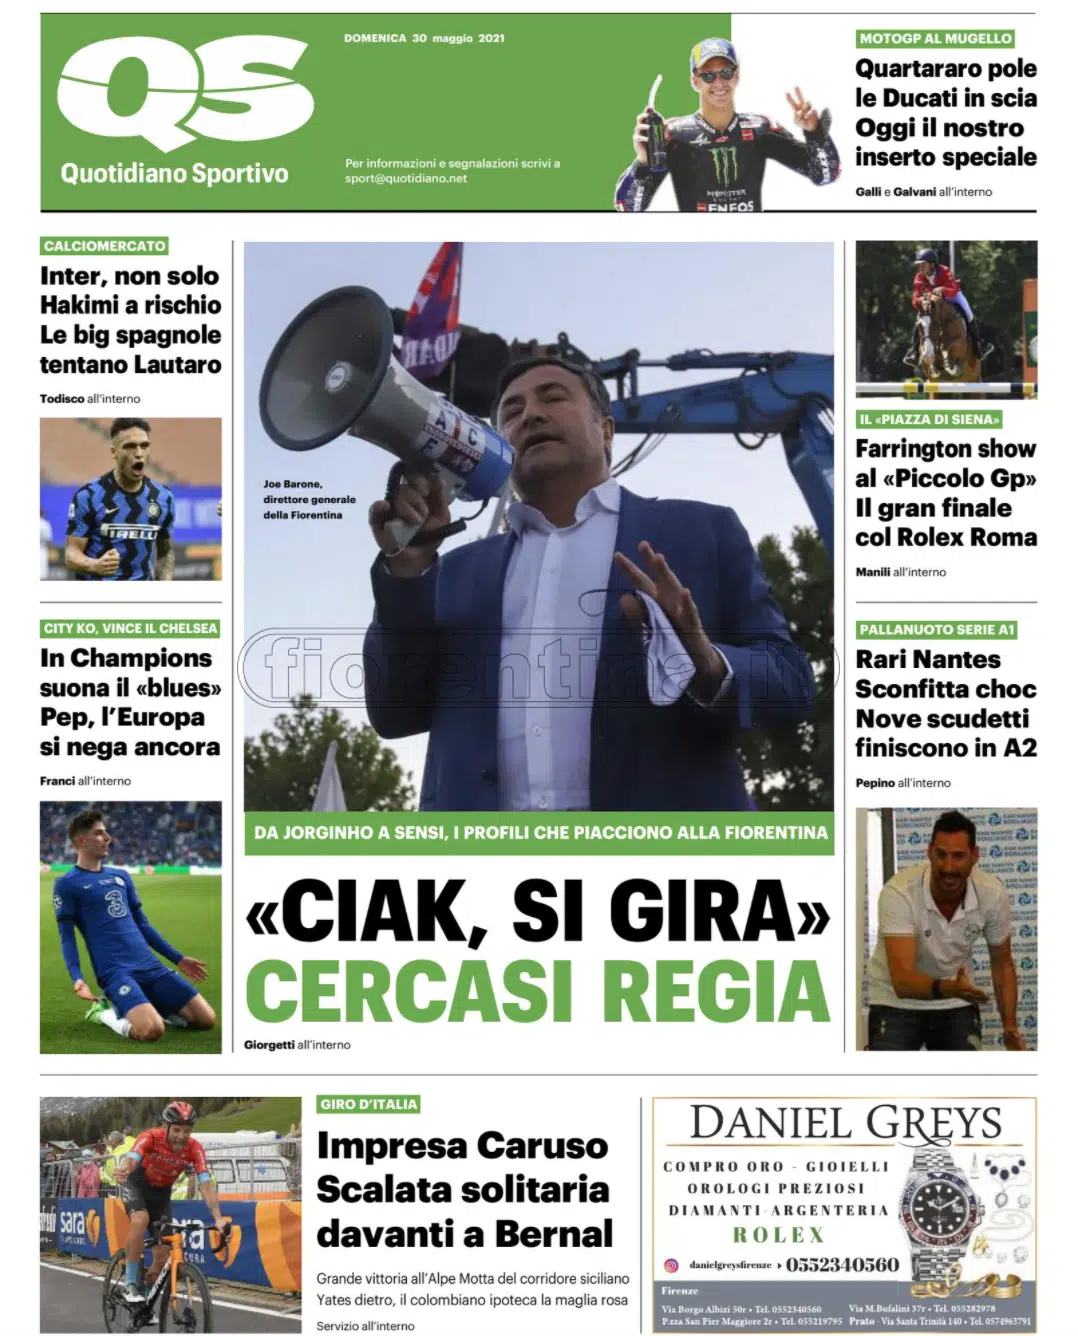 QS
Quotidiano Sportivo
DOMENICA 30 maggio 2021
Per informazioni e segnalazioni scrivi a
sport@quotidiano.net
MONSTER
ENEOS
MOTOGP AL MUGELLO
Quartararo pole
le Ducati in scia
Oggi il nostro
inserto speciale
Galli e Galvani all'interno
CALCIOMERCATO
Inter, non solo
Hakimi a rischio
Le big spagnole
tentano Lautaro
Todisco all'interno
IRELLI
CITY KO, VINCE IL CHELSEA
In Champions
suona il «blues»
Pep, l'Europa
si nega ancora
Franci all'interno
3
Joe Barone,
direttore generale
della Fiorentina
fiorentina.it
DA JORGINHO A SENSI, I PROFILI CHE PIACCIONO ALLA FIORENTINA
«CIAK, SI GIRA»
CERCASI REGIA
Giorgetti all'interno
IL «PIAZZA DI SIENA»
Farrington show
al «Piccolo Gp»
Il gran finale
col Rolex Roma
Manili all'interno
PALLANUOTO SERIE A1
Rari Nantes
Sconfitta choc
Nove scudetti
finiscono in A2
Pepino all'interno
RARI NANTES
BOGLIASCO
sara
GIRO D'ITALIA
Impresa Caruso
Scalata solitaria
davanti a Bernal
Grande vittoria all'Alpe Motta del corridore siciliano
Yates dietro, il colombiano ipoteca la maglia rosa
Servizio all'interno
DANIEL GREYS
COMPRO ORO - GIOIELLI
OROLOGI PREZIOSI
DIAMANTI-ARGENTERIA
ROLEX
danielgreysfirenze 0552340560
Firenze
Via Borgo Albizi 50r • Tel. 0552340560
Via M.Bufalini 37r • Tel. 055282978
P.zza San Pier Maggiore 2r • Tel. 055219795
Prato - Via Santa Trinità 140 • Tel. 0574963791